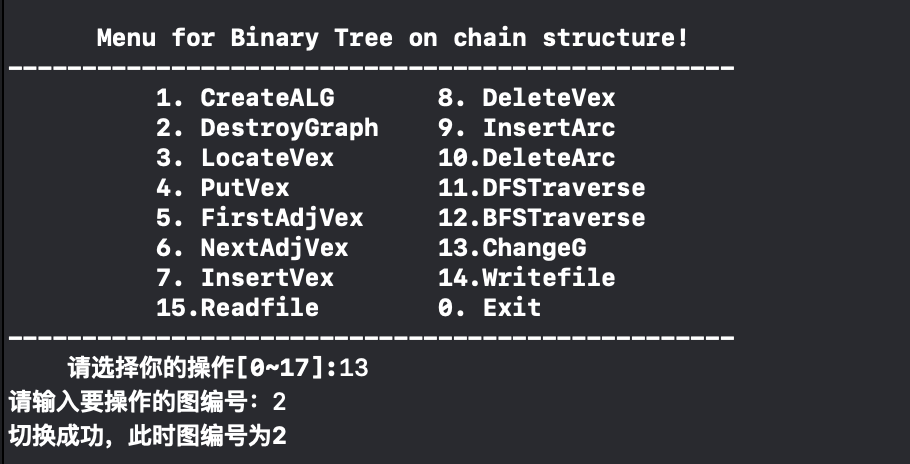 Menu for Binary Tree on chain structure!
-------------------------------------------------
1. CreateALG 8. DeleteVex
2. DestroyGraph 9. InsertArc
3. LocateVex 10.DeleteArc
4. PutVex 11.DFSTraverse
5. FirstAdjVex 12.BFSTraverse
6. NextAdjVex 13.ChangeG
7. InsertVex 14.Writefile
15.Readfile 0. Exit
-------------------------------------------------
请选择你的操作[0~17]:13
请输入要操作的图编号：2
切换成功，此时图编号为2